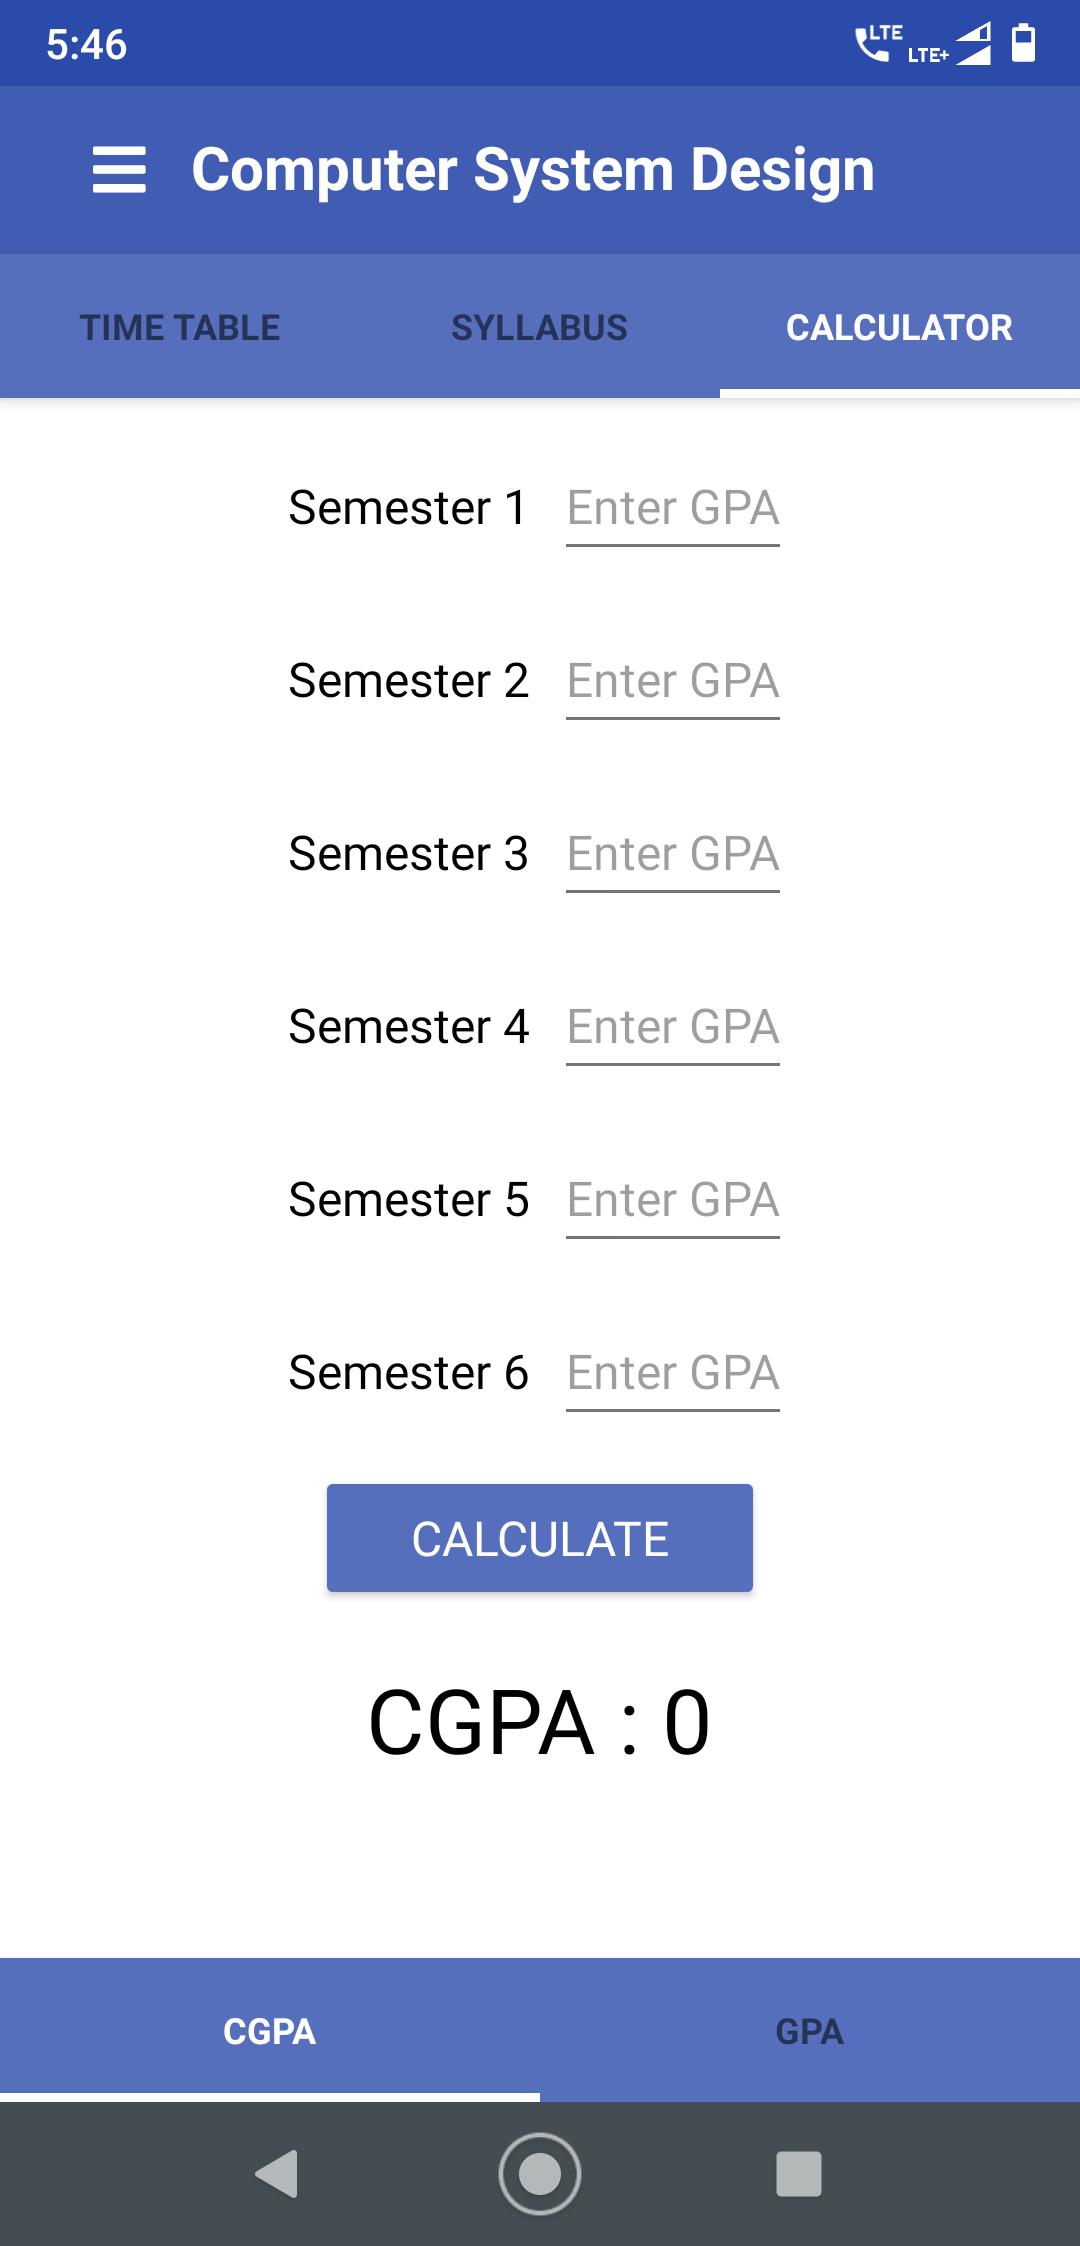 5:46
LTE
LTE+
Computer System Design
TIME TABLE SYLLABUS CALCULATOR
Semester 1 Enter GPA
Semester 2 Enter GPA
Semester 3 Enter GPA
Semester 4 Enter GPA
Semester 5 Enter GPA
Semester 6 Enter GPA
CALCULATE
CGPA : 0
CGPA GPA